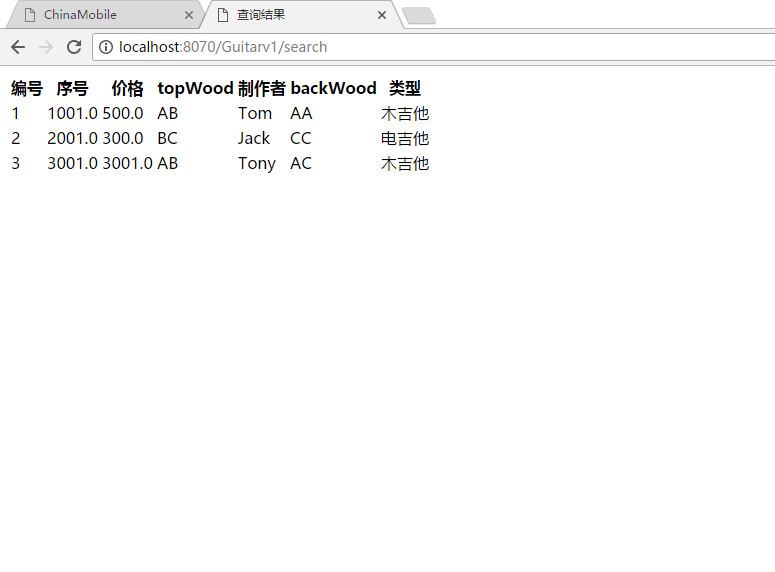 ChinaMobile 查询结果
localhost:8070/Guitarv1/search
编号 序号 价格 topWood 制作者 backWood 类型
1 1001.0 500.0 AB Tom AA 木吉他
2 2001.0 300.0 BC Jack CC 电吉他
3 3001.0 3001.0 AB Tony AC 木吉他